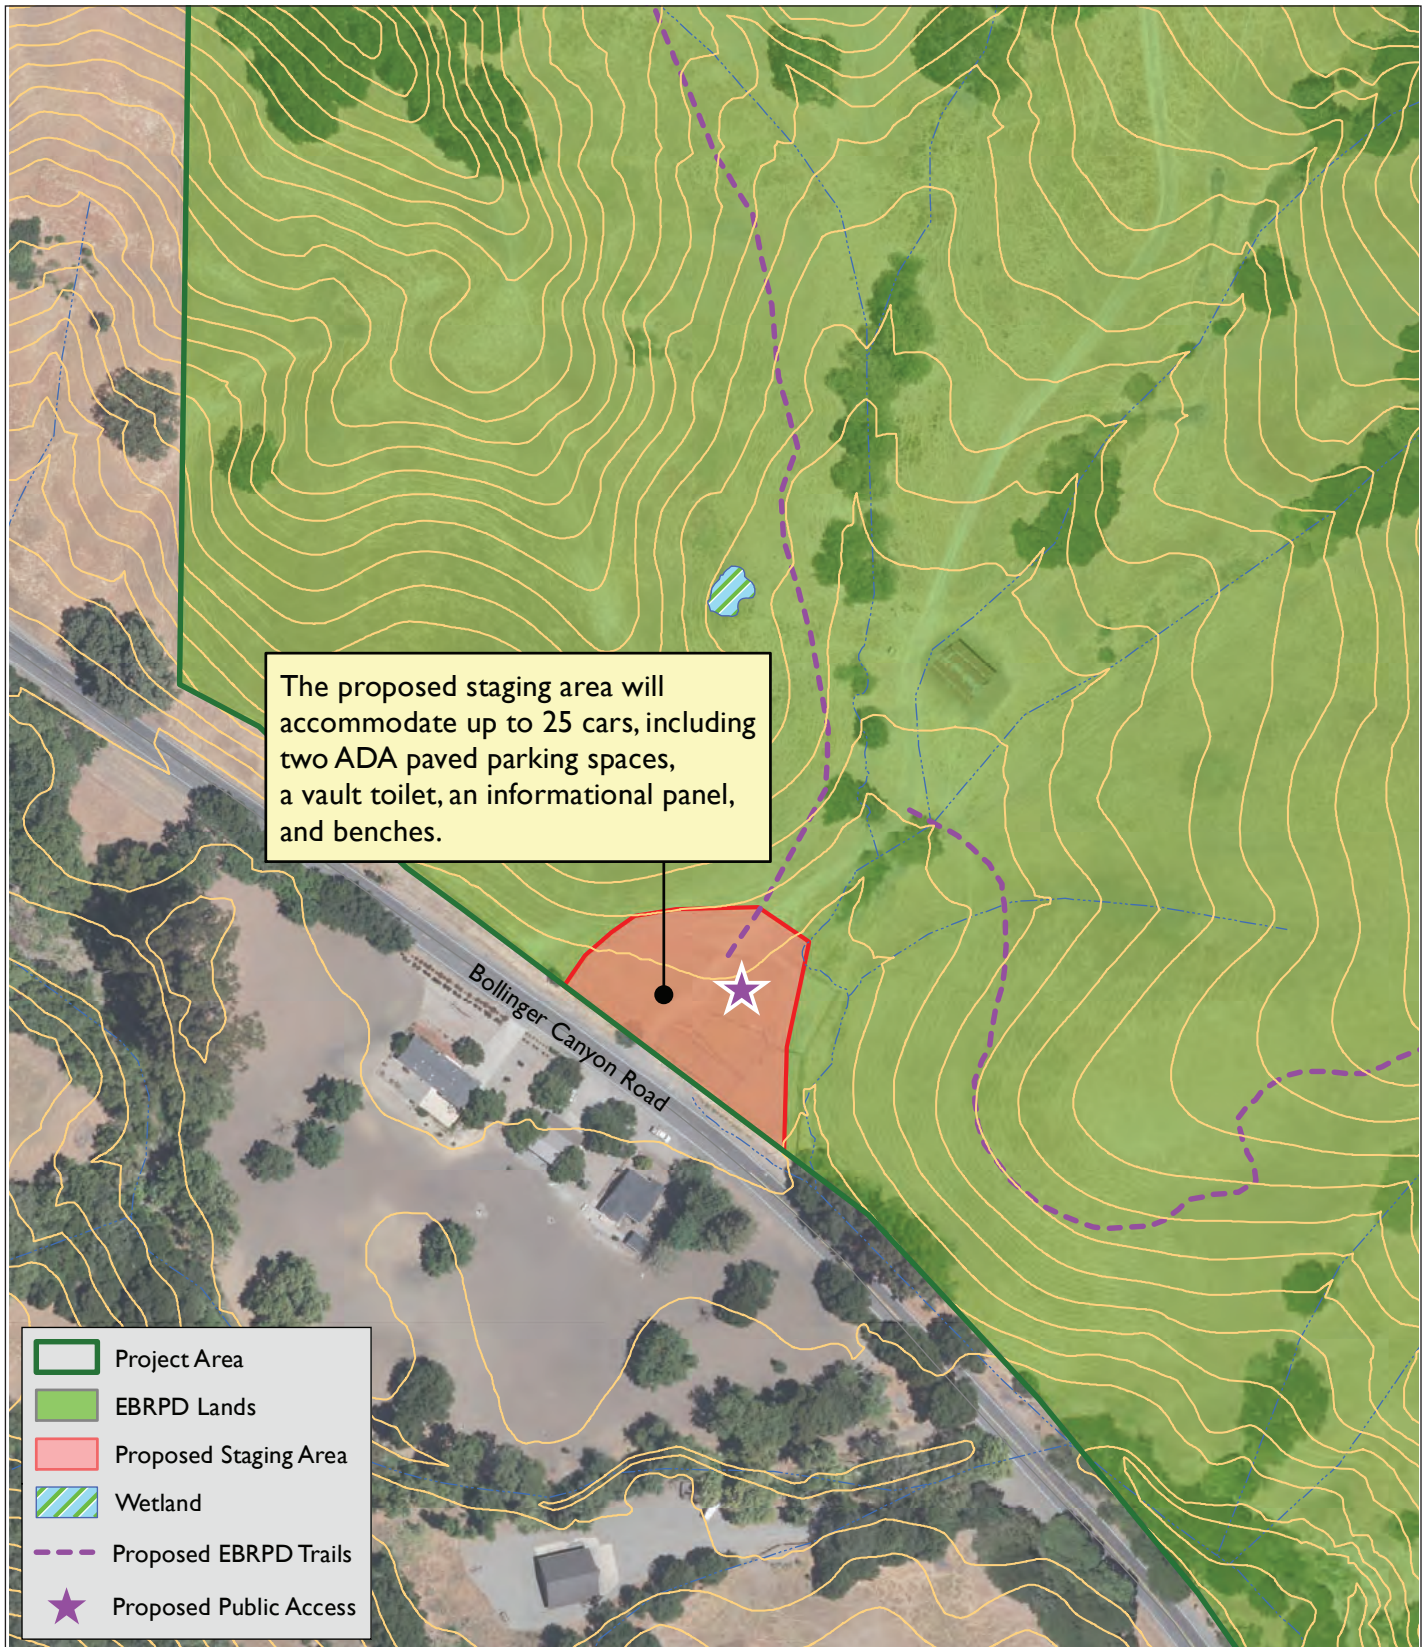 The proposed staging area will
accommodate up to 25 cars, including
two ADA paved parking spaces,
a vault toilet, an informational panel,
and benches.
Bollinger Canyon Road
Project Area
EBRPD Lands
Proposed Staging Area
Wetland
Proposed EBRPD Trails
Proposed Public Access